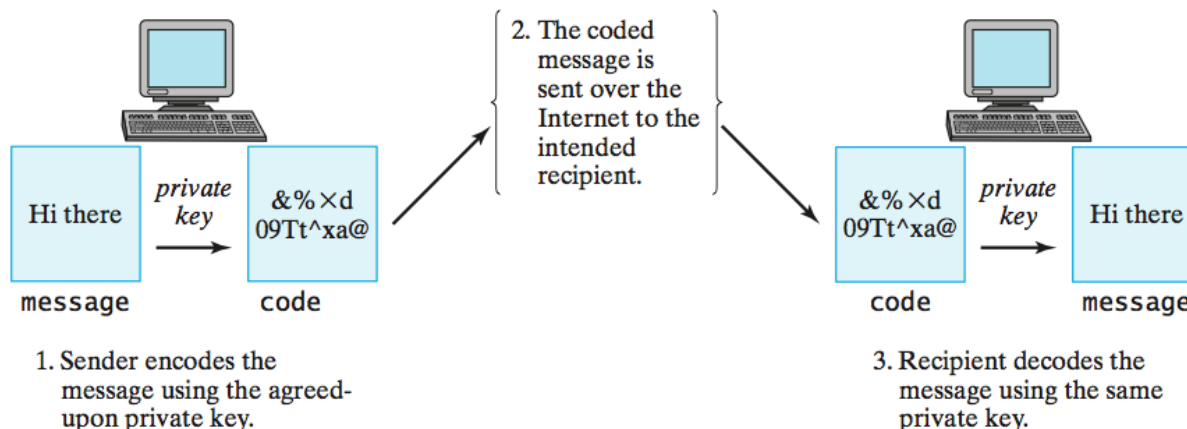 Hi there
private
key
&%×d
09Tt^xa@
message
code
1. Sender encodes the
message using the agreed-
upon private key.
2. The coded
message is
sent over the
Internet to the
intended
recipient.
&%×d
09Tt^xa@
private
key
Hi there
code
message
3. Recipient decodes the
message using the same
private key.